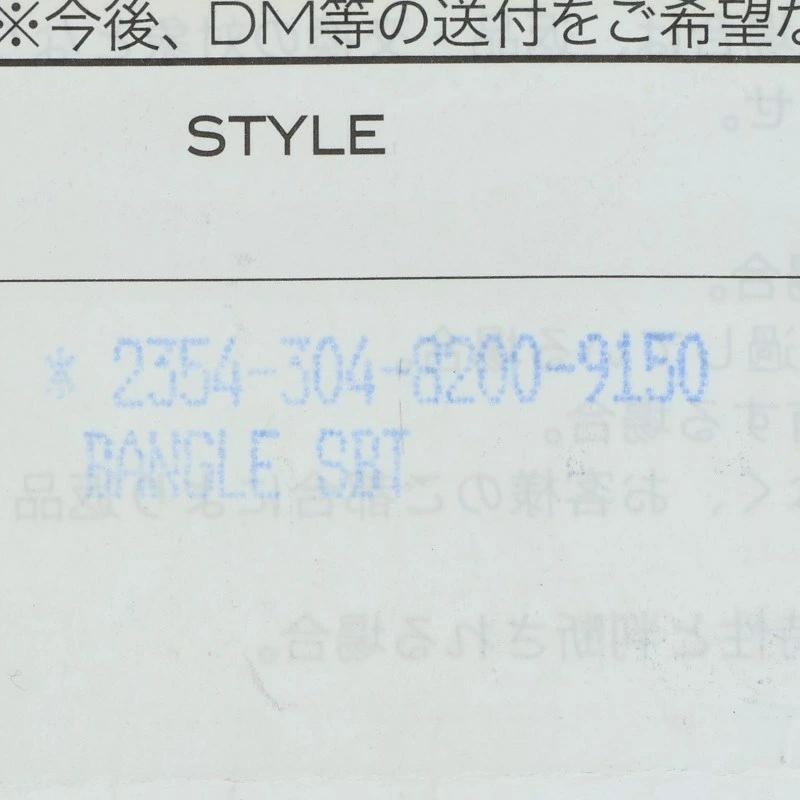 ※今後、DM等の送付をご希望な
STYLE
* 2354-304-8200-9150
BANGLE SBT